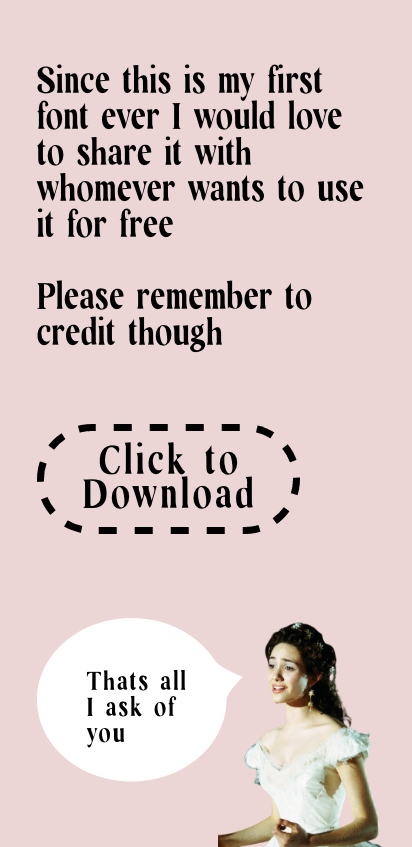 Since this is my first
font ever I would love
to share it with
whomever wants to use
it for free
Please remember to
credit though
Click to
Download
Thats all
I ask of
you